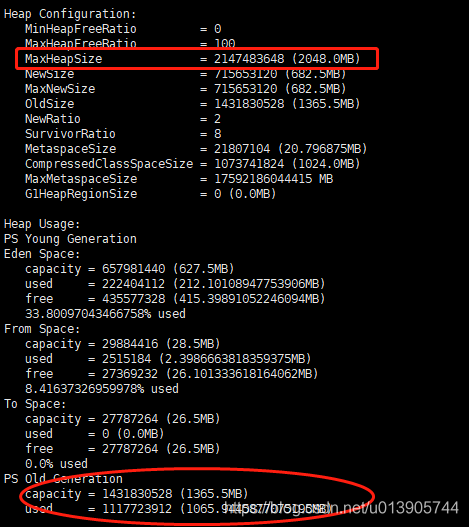 Heap Configuration:
MinHeapFreeRatio = 0
MaxHeapFreeRatio = 100
MaxHeapSize = 2147483648 (2048.0MB)
NewSize = 715653120 (682.5MB)
MaxNewSize = 715653120 (682.5MB)
OldSize = 1431830528 (1365.5MB)
NewRatio = 2
SurvivorRatio = 8
MetaspaceSize = 21807104 (20.796875MB)
CompressedClassSpaceSize = 1073741824 (1024.0MB)
MaxMetaspaceSize = 17592186044415 MB
G1HeapRegionSize = 0 (0.0MB)
Heap Usage:
PS Young Generation
Eden Space:
capacity = 657981440 (627.5MB)
used = 222404112 (212.10108947753906MB)
free = 435577328 (415.39891052246094MB)
33.80097043466758% used
From Space:
capacity = 29884416 (28.5MB)
used = 2515184 (2.3986663818359375MB)
free = 27369232 (26.101333618164062MB)
8.41637326959978% used
To Space:
capacity = 27787264 (26.5MB)
used = 0 (0.0MB)
free = 27787264 (26.5MB)
0.0% used
PS Old Generation
capacity = 1431830528 (1365.5MB)
used = 1117723912
https://blog.csdn.net/u013905744